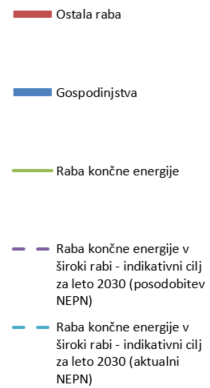 Ostala raba
Gospodinjstva
Raba končne energije
Raba končne energije v
široki rabi - indikativni cilj
za leto 2030 (posodobitev
NEPN)
Raba končne energije v
široki rabi - indikativni cilj
za leto 2030 (aktualni
NEPN)